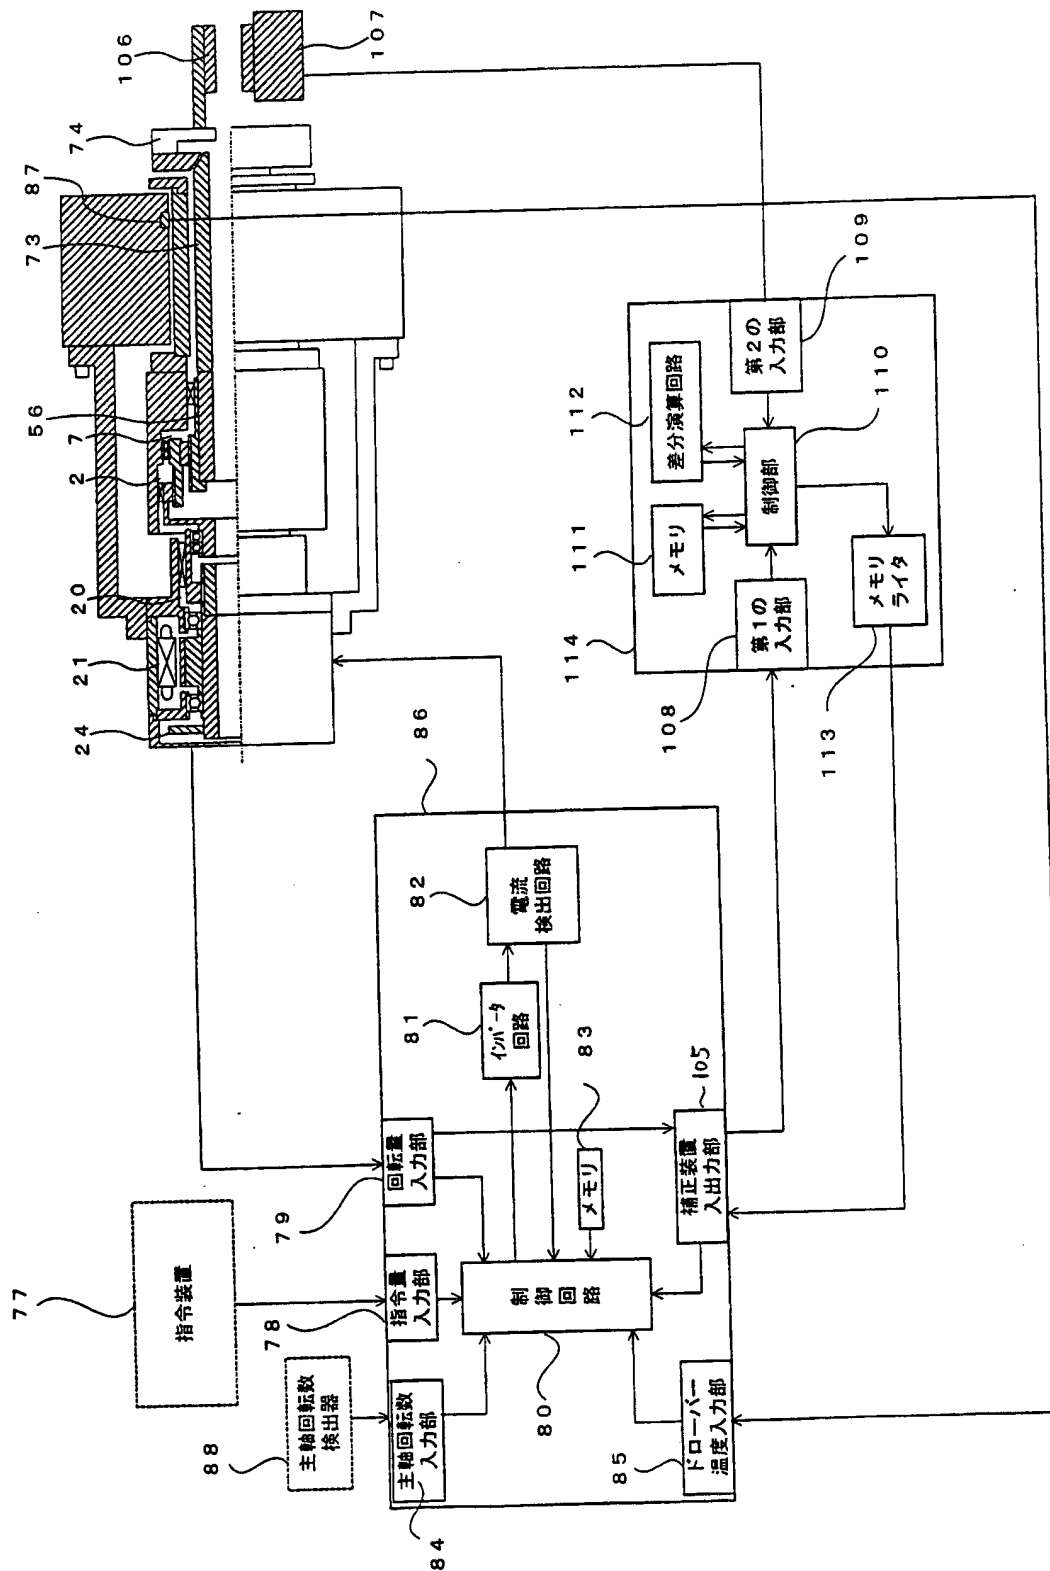 77
指令装置
88
主軸回転数
検出器
84
主軸回転数
入力部
78
指令量
入力部
79
回転量
入力部
80
制御回路
81
インバータ
回路
82
電流
検出回路
83
メモリ
85
ドローバー
温度入力部
105
補正装置
入出力部
86
24
21
20
2
7
56
73
87
74
106
107
114
108
第1の
入力部
111
メモリ
112
差分演算回路
110
制御部
109
第2の
入力部
113
メモリ
ライタ